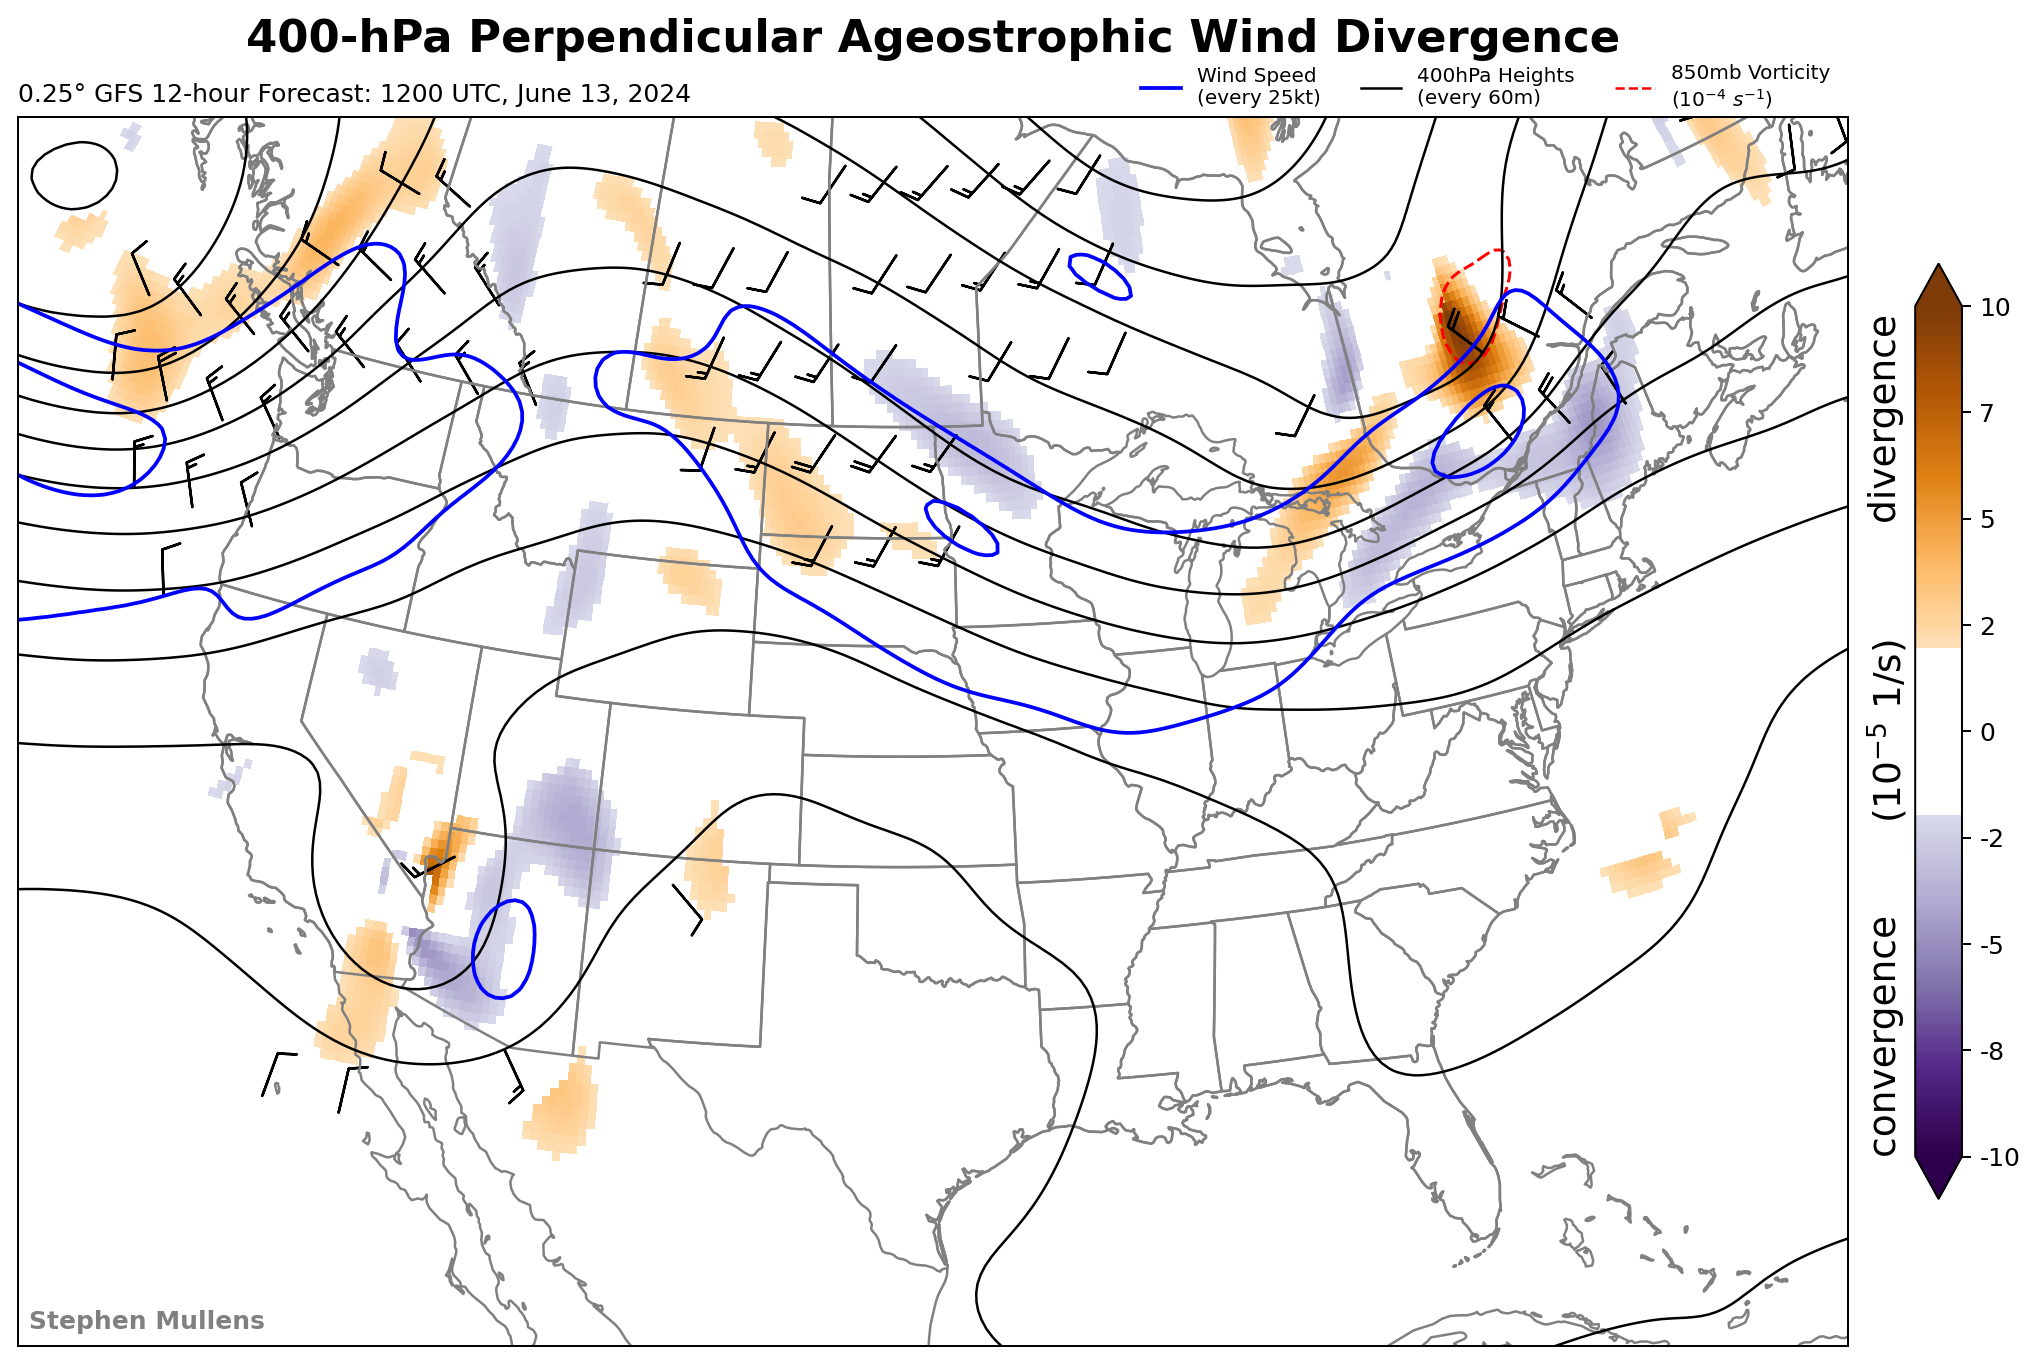 400-hPa Perpendicular Ageostrophic Wind Divergence
0.25° GFS 12-hour Forecast: 1200 UTC, June 13, 2024
Wind Speed
(every 25kt)
400hPa Heights
(every 60m)
850mb Vorticity
(10⁻⁴ s⁻¹)
10
7
5
2
0
-2
-5
-8
-10
convergence (10⁻⁵ 1/s) divergence
Stephen Mullens